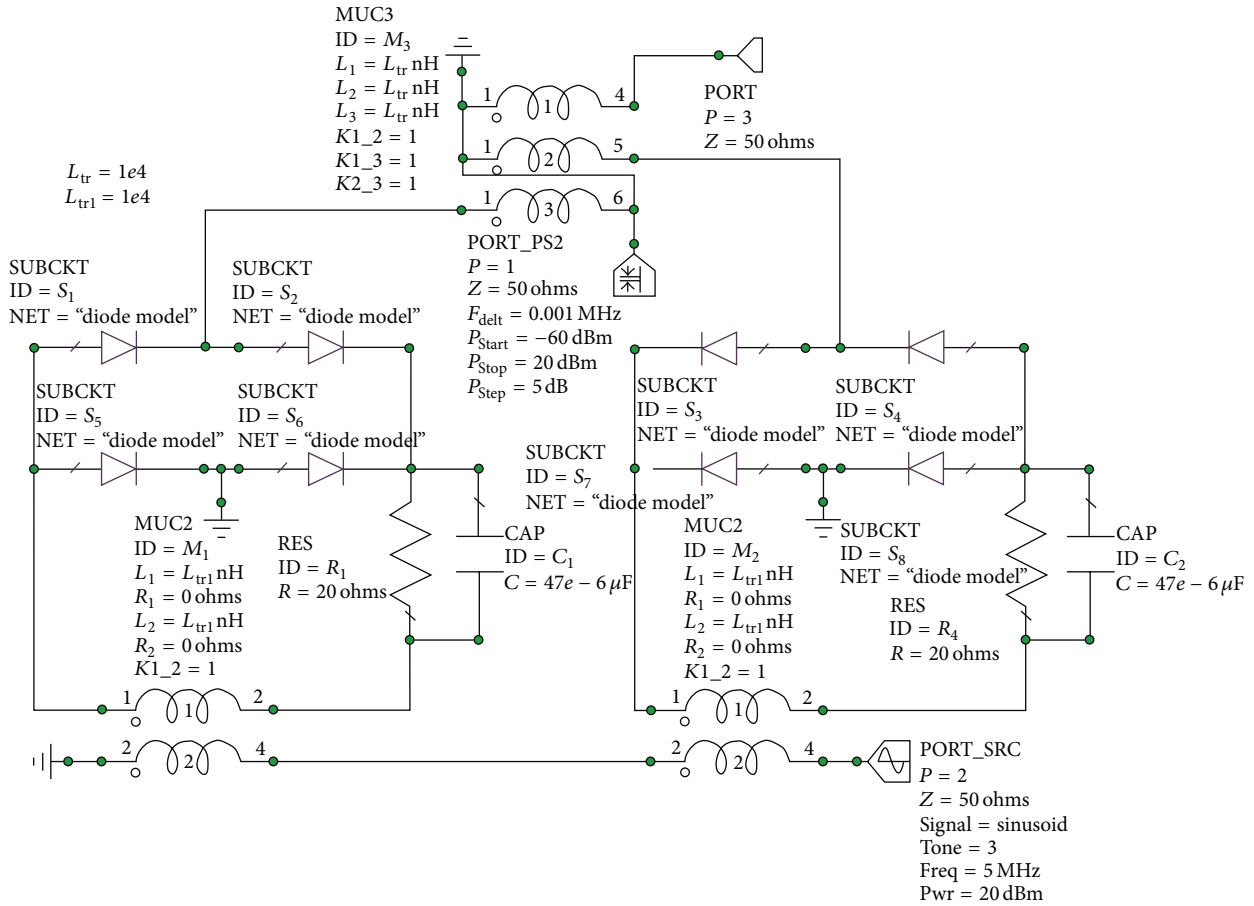 MUC3
ID = M3
L1 = Ltr nH
L2 = Ltr nH
L3 = Ltr nH
K1_2 = 1
K1_3 = 1
K2_3 = 1
1 1 4
1 2 5
1 3 6
PORT
P = 3
Z = 50 ohms
Ltr = 1e4
Ltr1 = 1e4
PORT_PS2
P = 1
Z = 50 ohms
Fdelt = 0.001 MHz
PStart = −60 dBm
PStop = 20 dBm
PStep = 5 dB
SUBCKT
ID = S1
NET = “diode model”
SUBCKT
ID = S2
NET = “diode model”
SUBCKT
ID = S5
NET = “diode model”
SUBCKT
ID = S6
NET = “diode model”
SUBCKT
ID = S3
NET = “diode model”
SUBCKT
ID = S4
NET = “diode model”
SUBCKT
ID = S7
NET = “diode model”
SUBCKT
ID = S8
NET = “diode model”
MUC2
ID = M1
L1 = Ltr1 nH
R1 = 0 ohms
L2 = Ltr1 nH
R2 = 0 ohms
K1_2 = 1
RES
ID = R1
R = 20 ohms
CAP
ID = C1
C = 47e − 6 μF
MUC2
ID = M2
L1 = Ltr1 nH
R1 = 0 ohms
L2 = Ltr1 nH
R2 = 0 ohms
K1_2 = 1
RES
ID = R4
R = 20 ohms
CAP
ID = C2
C = 47e − 6 μF
1 1 2
1 1 2
2 2 4
2 2 4
PORT_SRC
P = 2
Z = 50 ohms
Signal = sinusoid
Tone = 3
Freq = 5 MHz
Pwr = 20 dBm